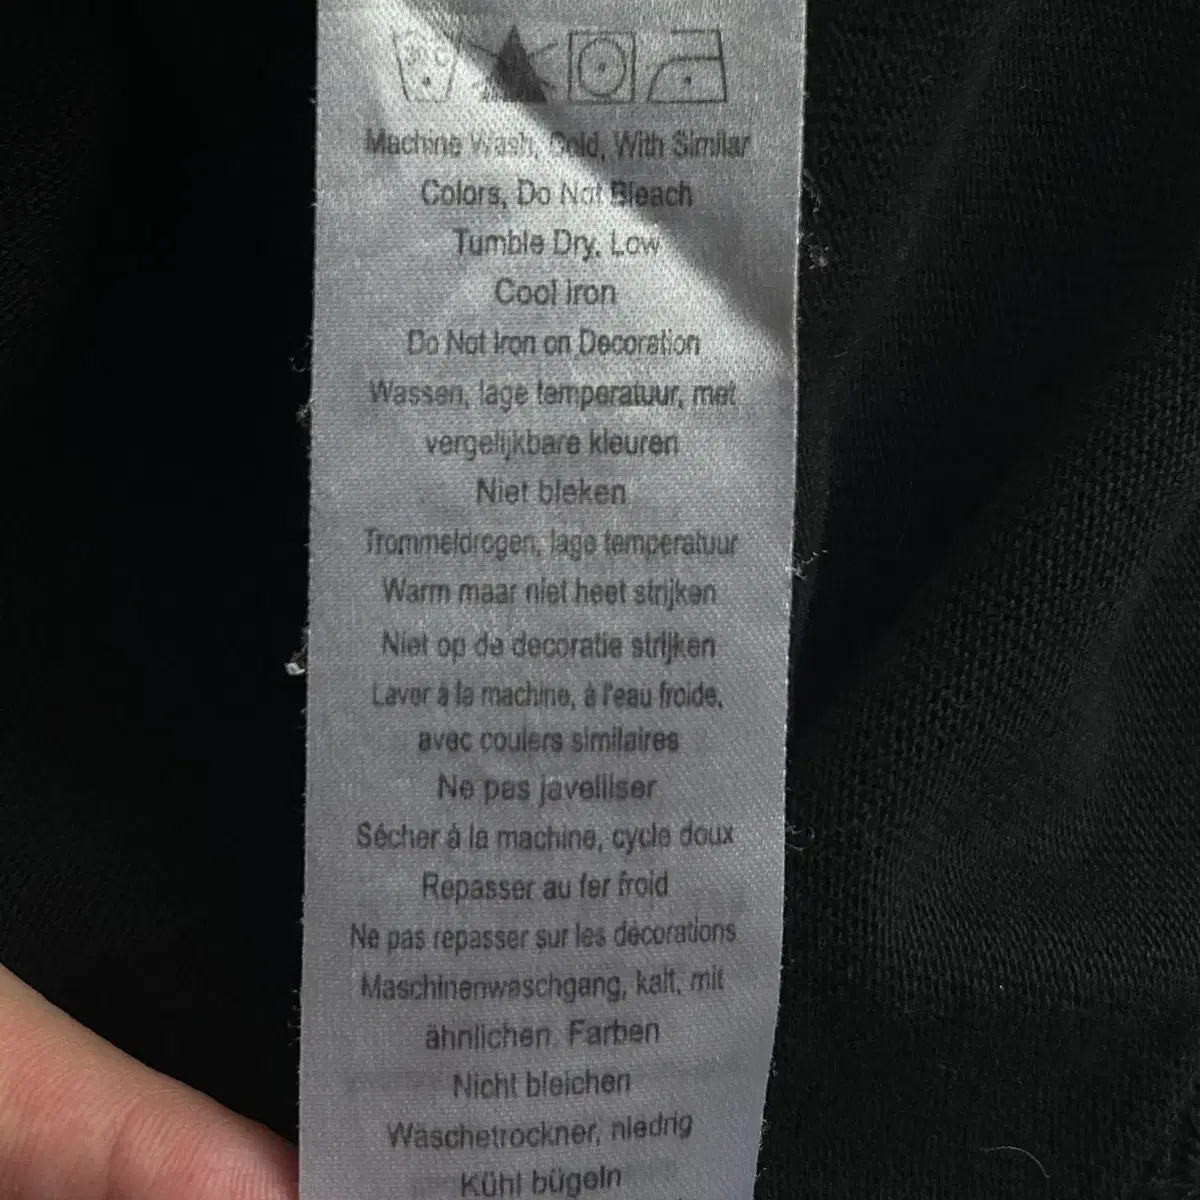 Machine Wash, Cold, With Similar
Colors, Do Not Bleach
Tumble Dry, Low
Cool iron
Do Not Iron on Decoration
Wassen, lage temperatuur, met
vergelijkbare kleuren
Niet bleken
Trommeldrogen, lage temperatuur
Warm maar niet heet strijken
Niet op de decoratie strijken
Laver à la machine, à l'eau froide,
avec coulers similaires
Ne pas javelliser
Sécher á la machine, cycle doux
Repasser au fer froid
Ne pas repasser sur les décorations
Maschinenwaschgang, kalt, mit
ähnlichen Farben
Nicht bleichen
Wäschetrockner, niedrig
Kühl bügeln